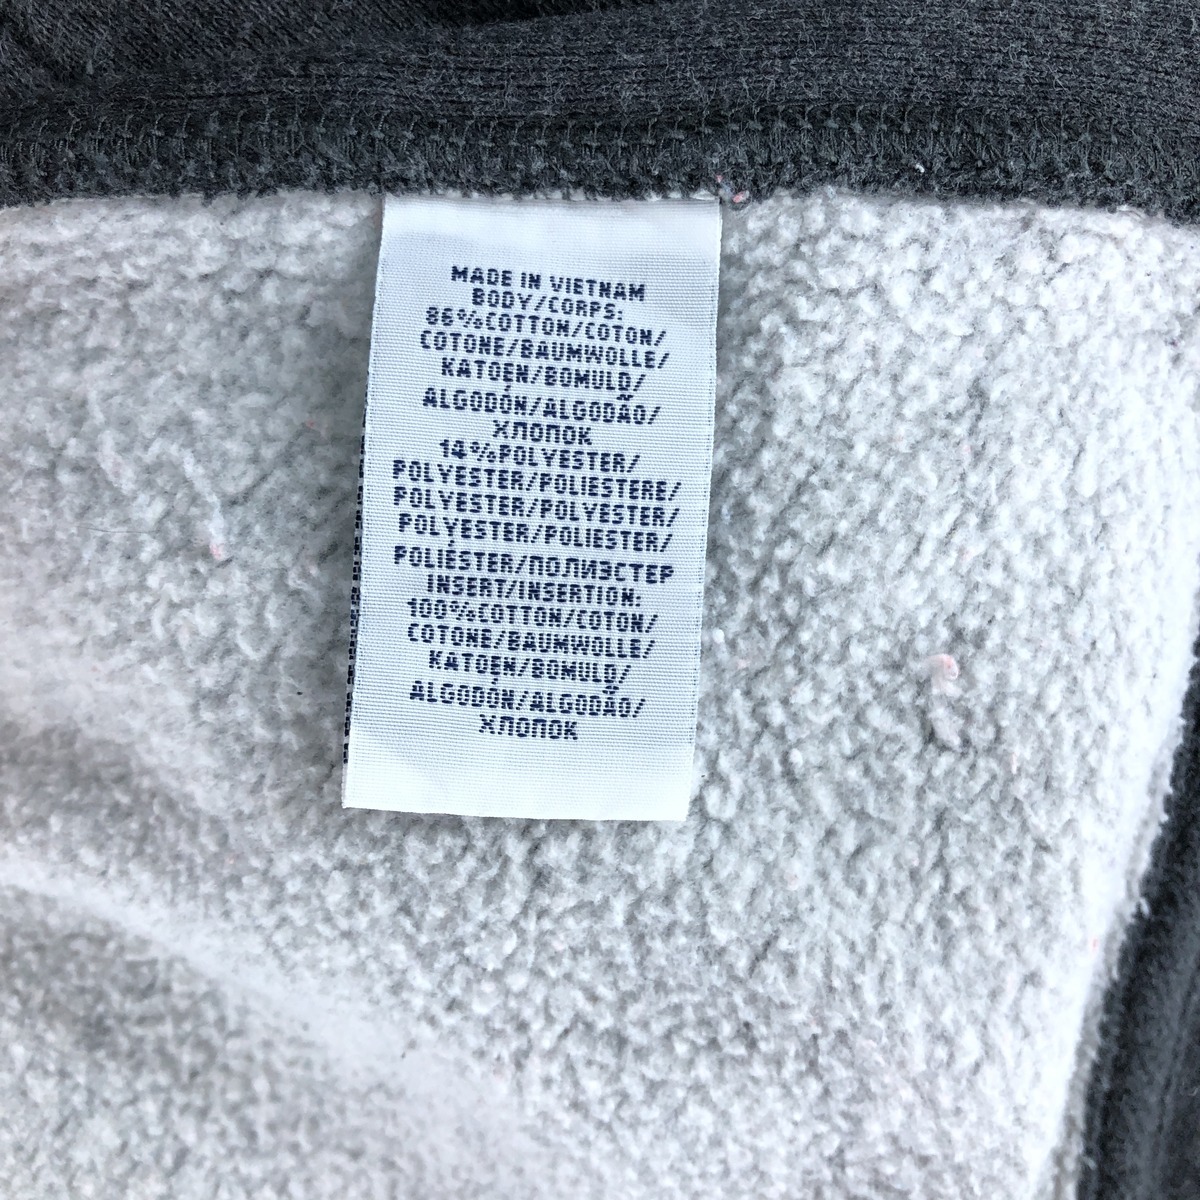 MADE IN VIETNAM
BODY/CORPS:
86%COTTON/COTON/
COTONE/BAUMWOLLE/
KATOEN/BOMULD/
ALGODÓN/ALGODÃO/
ХЛОПОК
14%POLYESTER/
POLYESTER/POLIESTERE/
POLYESTER/POLYESTER/
POLYESTER/POLIESTER/
POLIÉSTER/ПОЛИЭСТЕР
INSERT/INSERTION:
100%COTTON/COTON/
COTONE/BAUMWOLLE/
KATOEN/BOMULD/
ALGODÓN/ALGODÃO/
ХЛОПОК